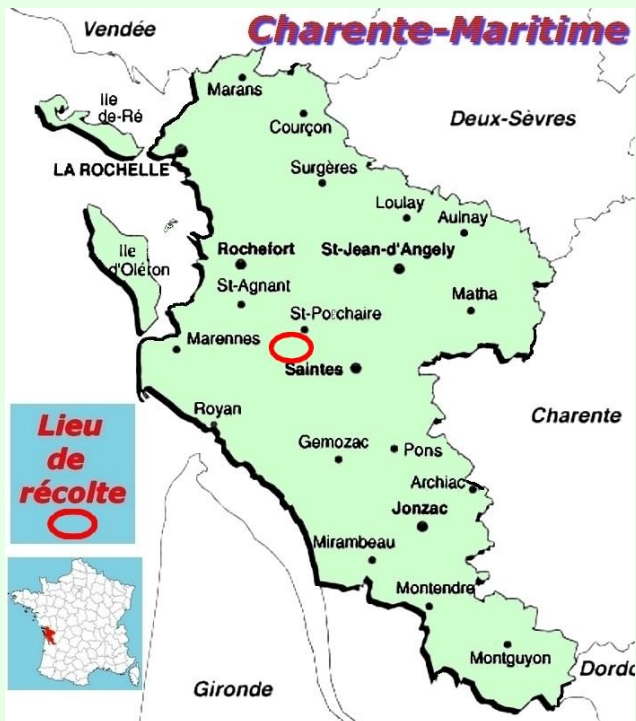 Charente-Maritime
Vendée
Marans
Ile
de-Ré
Courçon
Deux-Sèvres
LA ROCHELLE
Surgères
Loulay
Aulnay
Ile
d'Oléron
Rochefort
St-Jean-d'Angely
St-Agnant
Matha
St-Porchaire
Marennes
Saintes
Royan
Charente
Lieu
de
récolte
Gemozac
Pons
Archiac
Jonzac
Mirambeau
Montendre
Montguyon
Dordo
Gironde